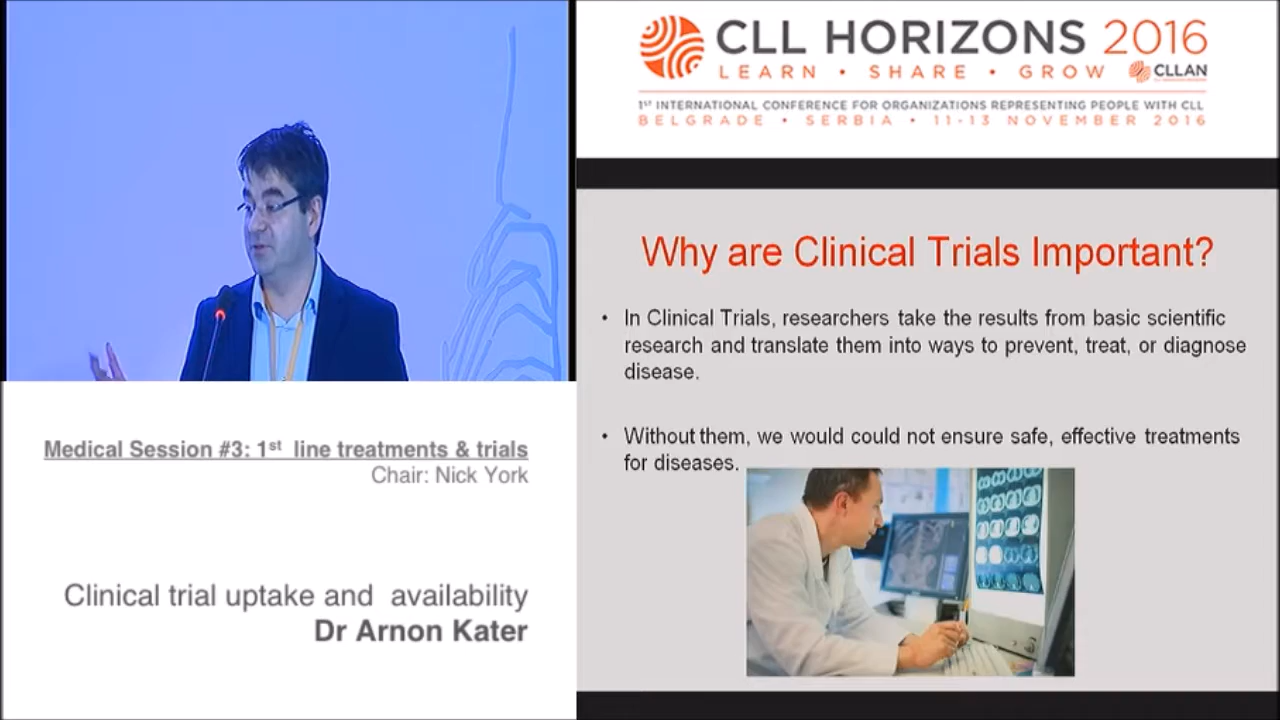 CLL HORIZONS 2016
LEARN • SHARE • GROW CLLAN
1ST INTERNATIONAL CONFERENCE FOR ORGANIZATIONS REPRESENTING PEOPLE WITH CLL
BELGRADE • SERBIA • 11-13 NOVEMBER 2016
Why are Clinical Trials Important?
• In Clinical Trials, researchers take the results from basic scientific
research and translate them into ways to prevent, treat, or diagnose
disease.
• Without them, we would could not ensure safe, effective treatments
for diseases.
Medical Session #3: 1st line treatments & trials
Chair: Nick York
Clinical trial uptake and availability
Dr Arnon Kater